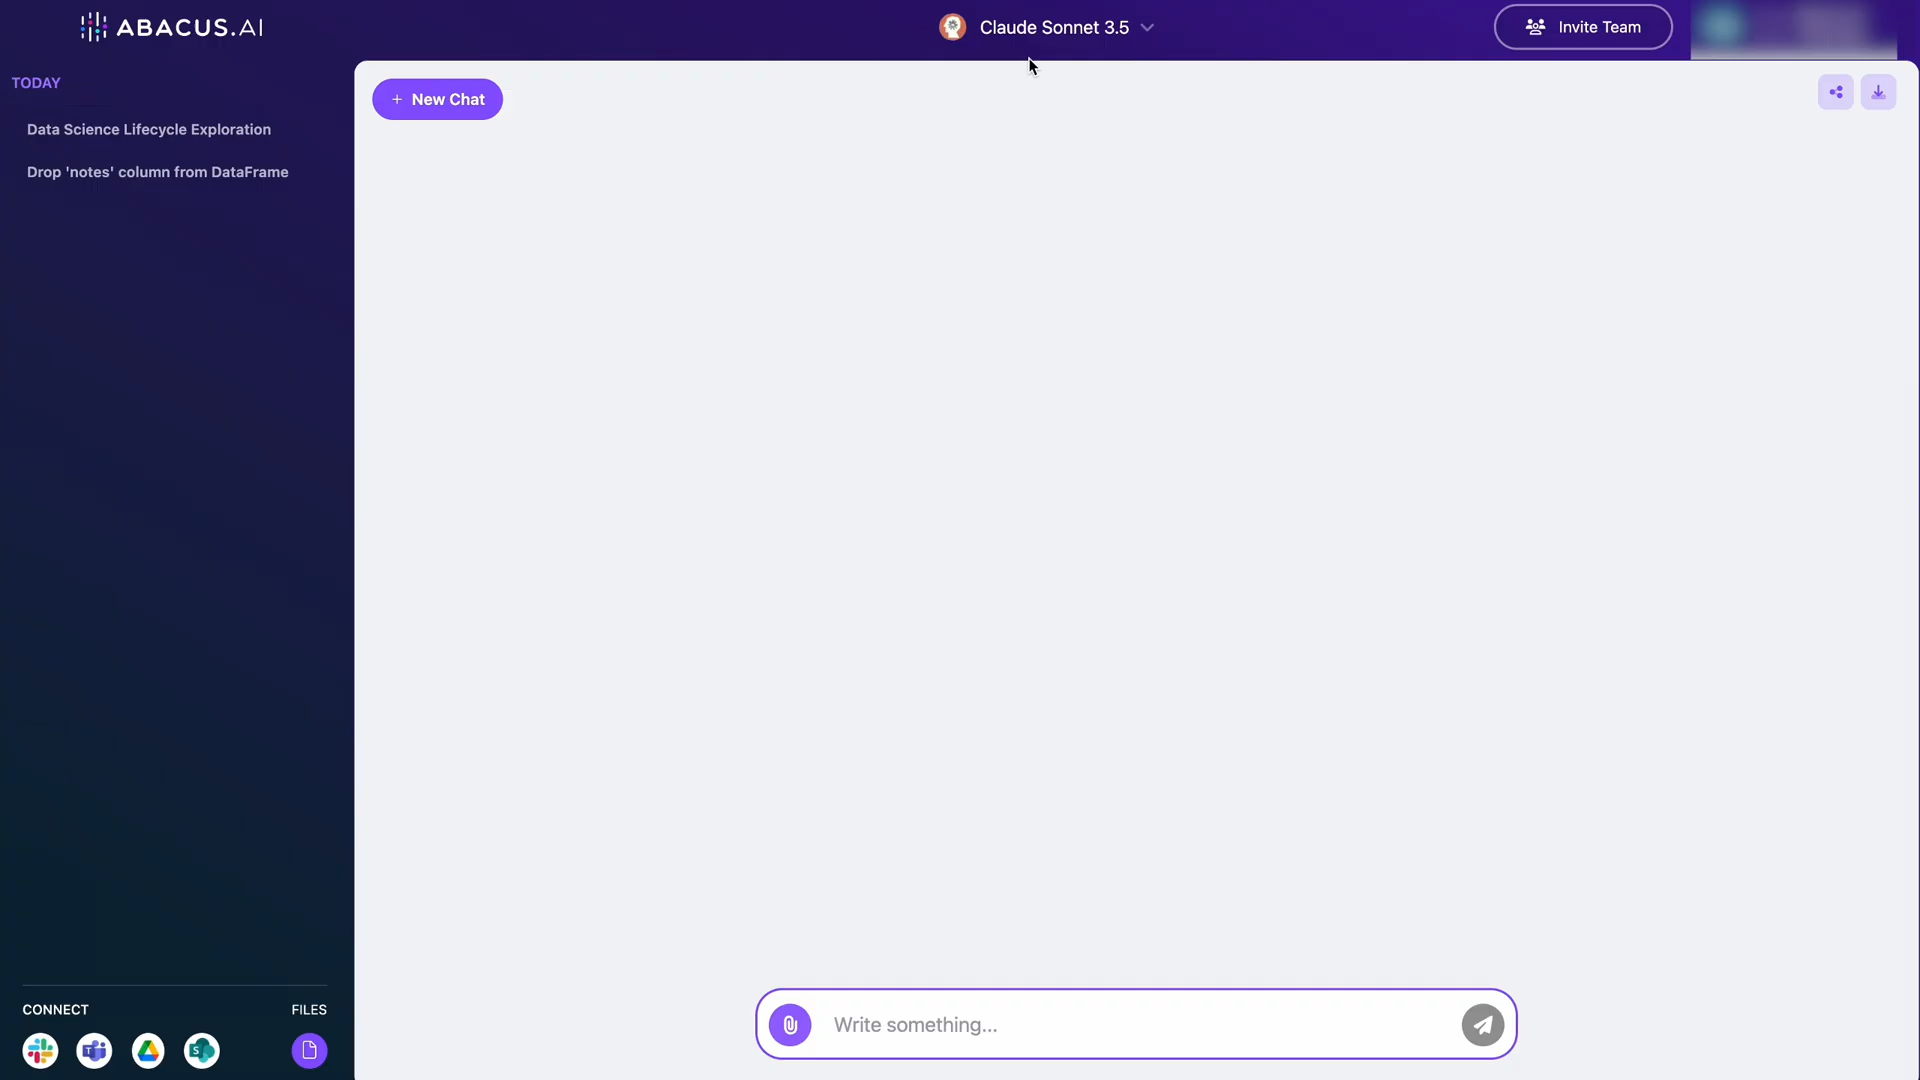 ABACUS.AI
Claude Sonnet 3.5
Invite Team
TODAY
+ New Chat
Data Science Lifecycle Exploration
Drop 'notes' column from DataFrame
Write something...
CONNECT
FILES